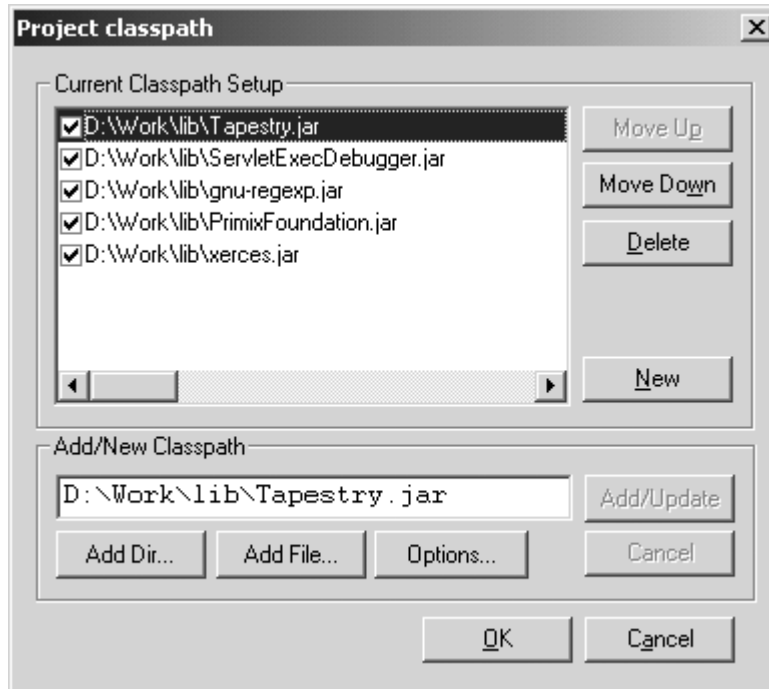 Project classpath
Current Classpath Setup
D:\Work\lib\Tapestry.jar
D:\Work\lib\ServletExecDebugger.jar
D:\Work\lib\gnu-regexp.jar
D:\Work\lib\PrimixFoundation.jar
D:\Work\lib\xerces.jar
Move Up
Move Down
Delete
New
Add/New Classpath
D:\Work\lib\Tapestry.jar
Add/Update
Add Dir...
Add File...
Options...
Cancel
OK
Cancel